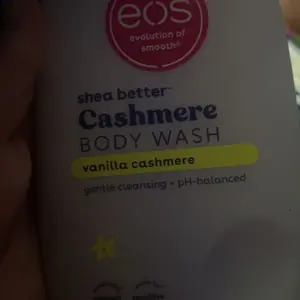 eos
evolution of
smooth®
shea better™
Cashmere
BODY WASH
vanilla cashmere
gentle cleansing + pH-balanced